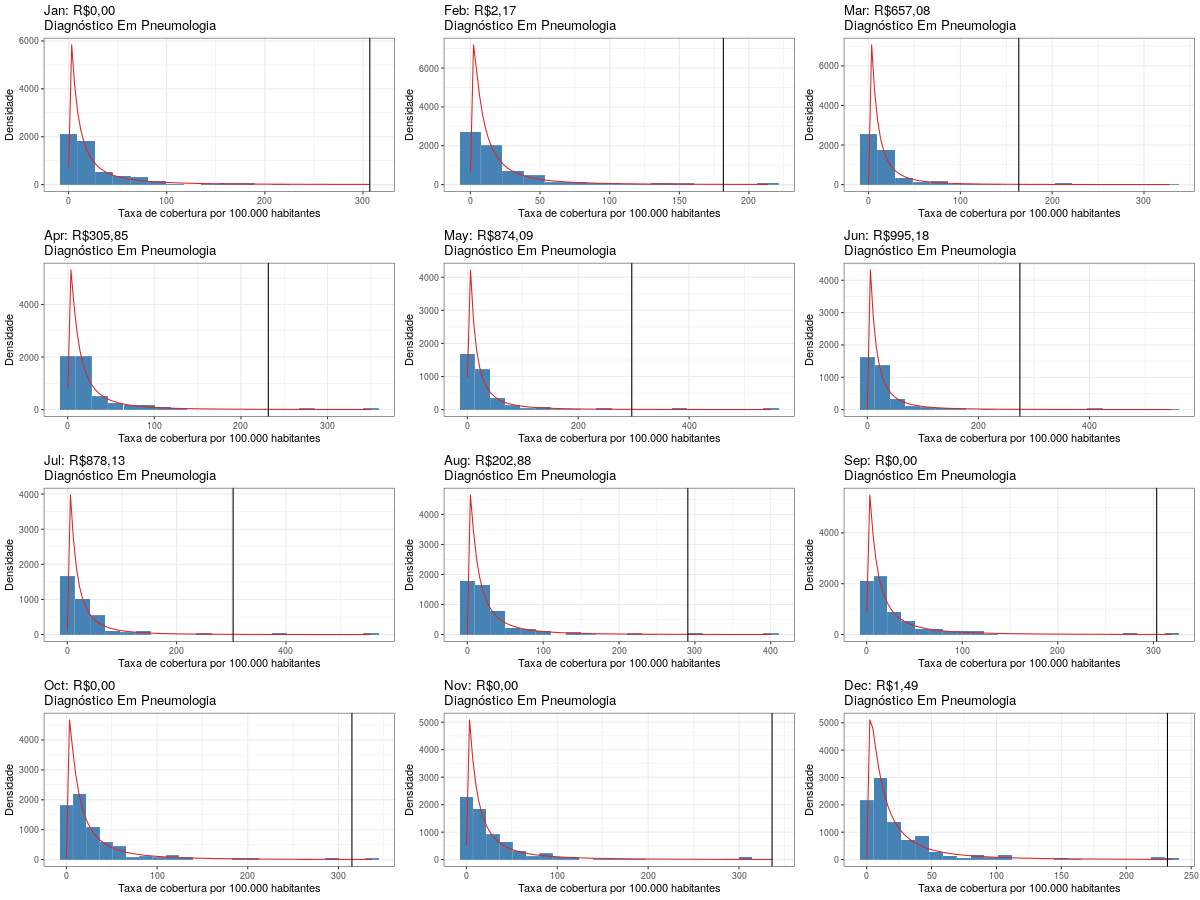 Jan: R$0,00
Diagnóstico Em Pneumologia
6000
4000
2000
0
Densidade
0 100 200 300
Taxa de cobertura por 100.000 habitantes
Feb: R$2,17
Diagnóstico Em Pneumologia
6000
4000
2000
0
Densidade
0 50 100 150 200
Taxa de cobertura por 100.000 habitantes
Mar: R$657,08
Diagnóstico Em Pneumologia
6000
4000
2000
0
Densidade
0 100 200 300
Taxa de cobertura por 100.000 habitantes
Apr: R$305,85
Diagnóstico Em Pneumologia
4000
2000
0
Densidade
0 100 200 300
Taxa de cobertura por 100.000 habitantes
May: R$874,09
Diagnóstico Em Pneumologia
4000
3000
2000
1000
0
Densidade
0 200 400
Taxa de cobertura por 100.000 habitantes
Jun: R$995,18
Diagnóstico Em Pneumologia
4000
3000
2000
1000
0
Densidade
0 200 400
Taxa de cobertura por 100.000 habitantes
Jul: R$878,13
Diagnóstico Em Pneumologia
4000
3000
2000
1000
0
Densidade
0 200 400
Taxa de cobertura por 100.000 habitantes
Aug: R$202,88
Diagnóstico Em Pneumologia
4000
3000
2000
1000
0
Densidade
0 100 200 300 400
Taxa de cobertura por 100.000 habitantes
Sep: R$0,00
Diagnóstico Em Pneumologia
4000
2000
0
Densidade
0 100 200 300
Taxa de cobertura por 100.000 habitantes
Oct: R$0,00
Diagnóstico Em Pneumologia
4000
3000
2000
1000
0
Densidade
0 100 200 300
Taxa de cobertura por 100.000 habitantes
Nov: R$0,00
Diagnóstico Em Pneumologia
5000
4000
3000
2000
1000
0
Densidade
0 100 200 300
Taxa de cobertura por 100.000 habitantes
Dec: R$1,49
Diagnóstico Em Pneumologia
5000
4000
3000
2000
1000
0
Densidade
0 50 100 150 200 250
Taxa de cobertura por 100.000 habitantes